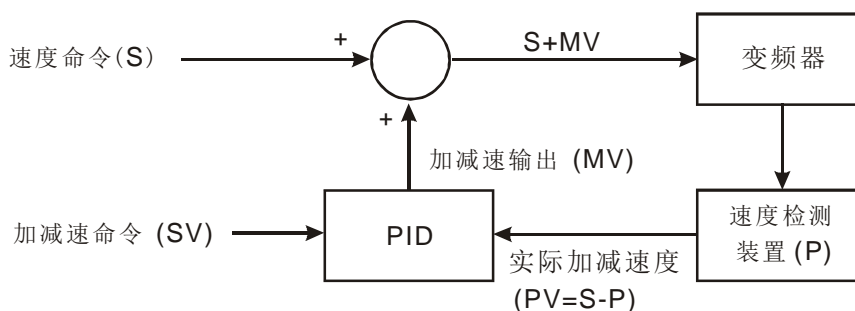 +
S+MV
速度命令(S)
变频器
+
加减速输出 (MV)
加减速命令 (SV)
PID
速度检测
装置(P)
实际加减速度
(PV=S-P)